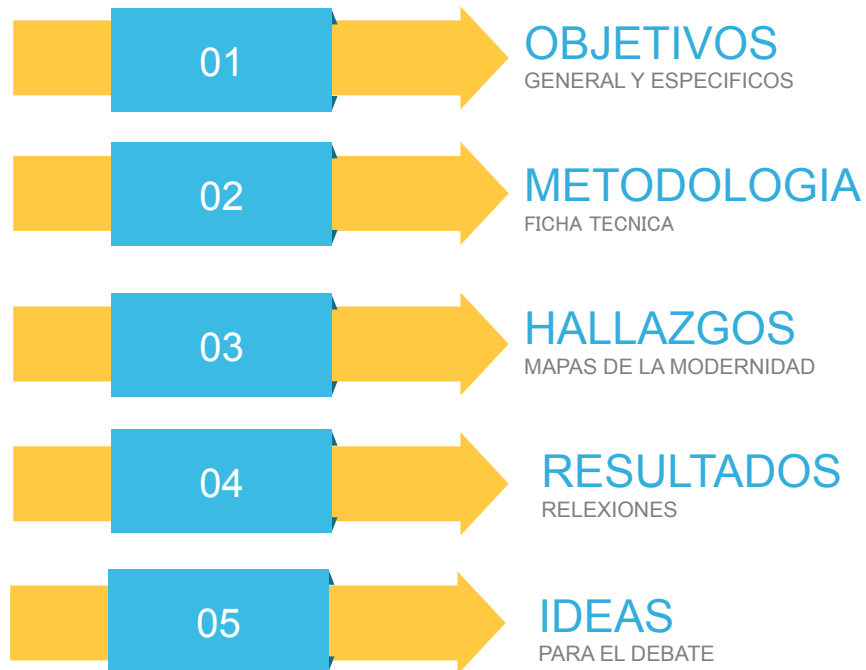 01
OBJETIVOS
GENERAL Y ESPECIFICOS
02
METODOLOGIA
FICHA TECNICA
03
HALLAZGOS
MAPAS DE LA MODERNIDAD
04
RESULTADOS
RELEXIONES
05
IDEAS
PARA EL DEBATE